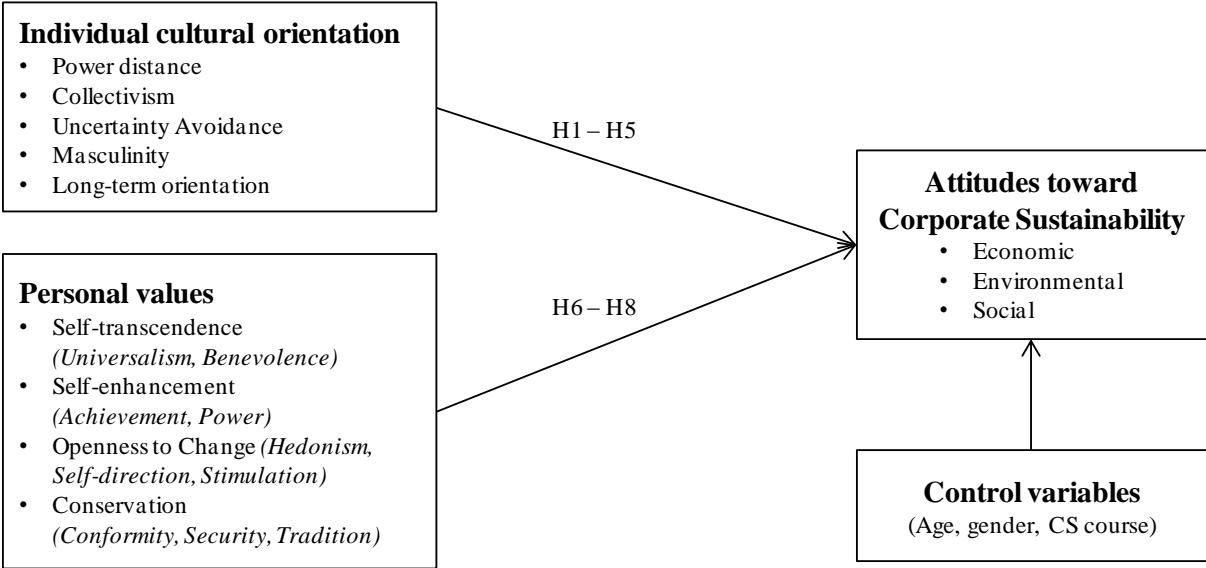 Individual cultural orientation
• Power distance
• Collectivism
• Uncertainty Avoidance
• Masculinity
• Long-term orientation
H1 – H5
Personal values
• Self-transcendence
(Universalism, Benevolence)
• Self-enhancement
(Achievement, Power)
• Openness to Change (Hedonism,
Self-direction, Stimulation)
• Conservation
(Conformity, Security, Tradition)
H6 – H8
Attitudes toward
Corporate Sustainability
• Economic
• Environmental
• Social
Control variables
(Age, gender, CS course)